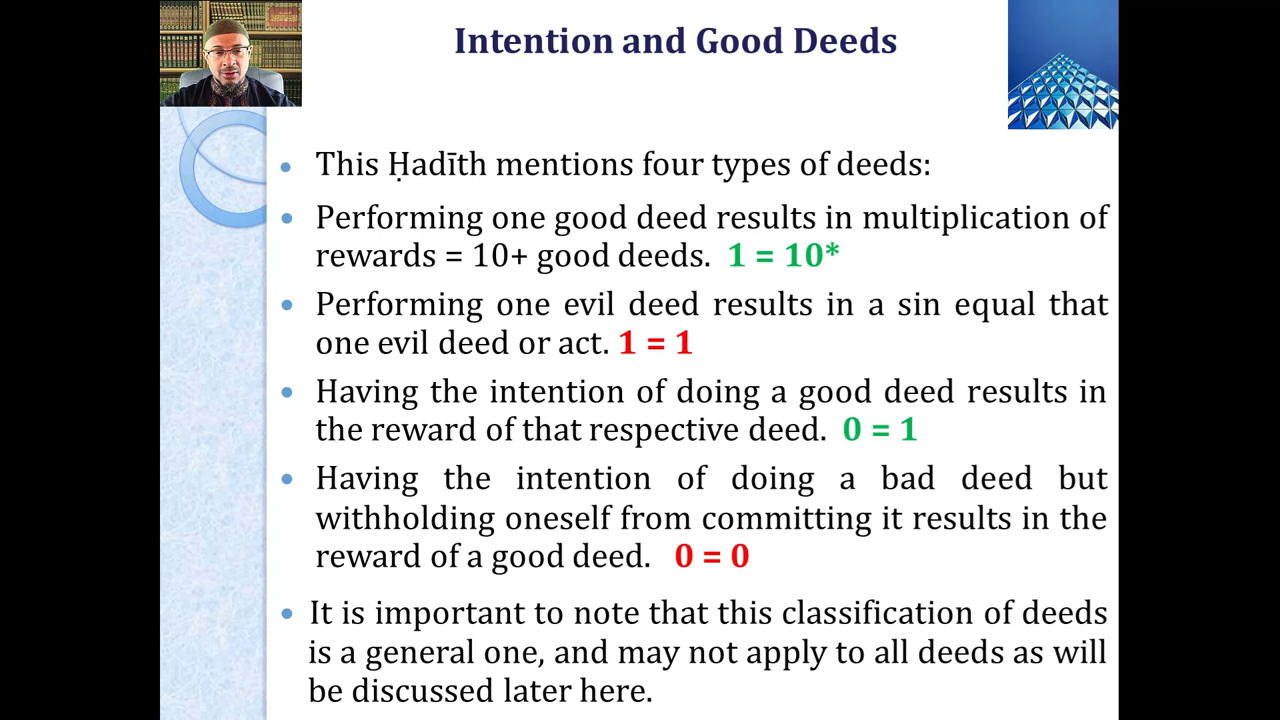 Intention and Good Deeds
• This Ḥadīth mentions four types of deeds:
• Performing one good deed results in multiplication of
rewards = 10+ good deeds. 1 = 10*
• Performing one evil deed results in a sin equal that
one evil deed or act. 1 = 1
• Having the intention of doing a good deed results in
the reward of that respective deed. 0 = 1
• Having the intention of doing a bad deed but
withholding oneself from committing it results in the
reward of a good deed. 0 = 0
• It is important to note that this classification of deeds
is a general one, and may not apply to all deeds as will
be discussed later here.